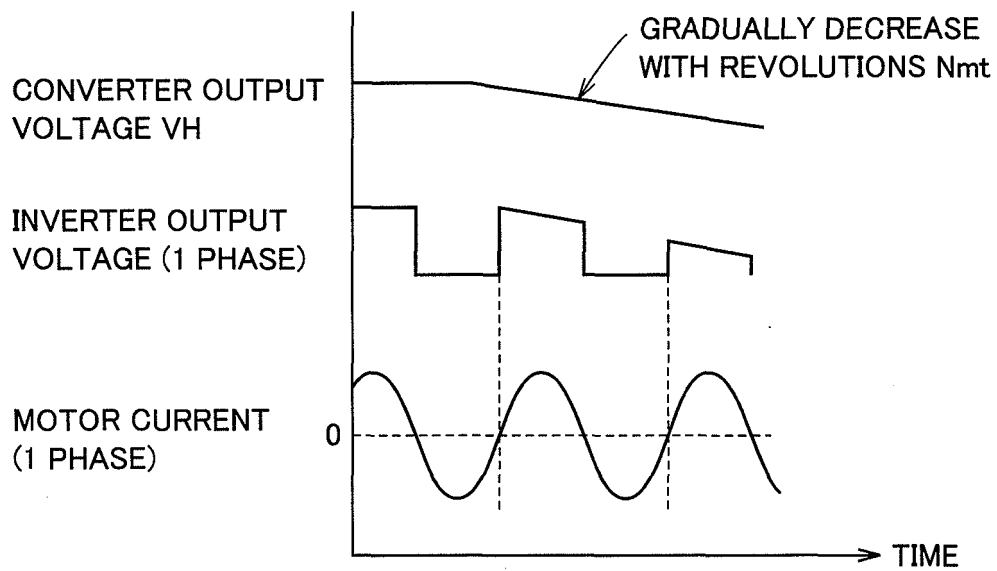 GRADUALLY DECREASE
WITH REVOLUTIONS Nmt
CONVERTER OUTPUT
VOLTAGE VH
INVERTER OUTPUT
VOLTAGE (1 PHASE)
MOTOR CURRENT
(1 PHASE)
0
TIME